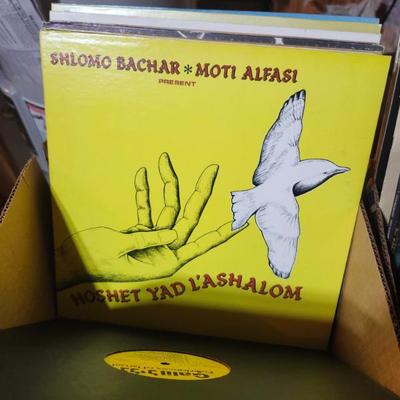 SHLOMO BACHAR * MOTI ALFASI
PRESENT
HOSHET YAD L'ASHALOM